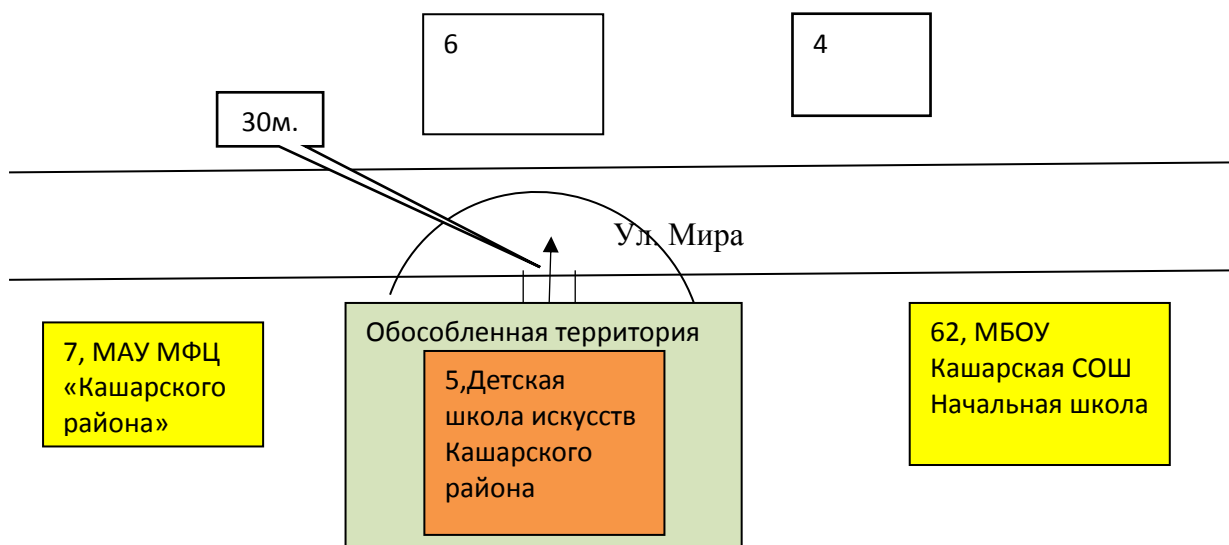 6
4
30м.
Ул. Мира
Обособленная территория
7, МАУ МФЦ
«Кашарского
района»
5,Детская
школа искусств
Кашарского
района
62, МБОУ
Кашарская СОШ
Начальная школа